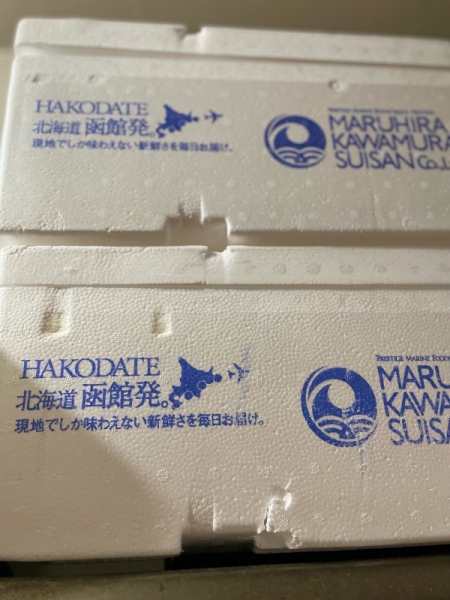 HAKODATE
北海道 函館発。
現地でしか味わえない新鮮さを毎日お届け。
MARUHIRA
KAWAMURA
SUISAN Co.,L
HAKODATE
北海道 函館発。
現地でしか味わえない新鮮さを毎日お届け。
PRESTIGE MARINE FOOD
MARU
KAWA
SUISA